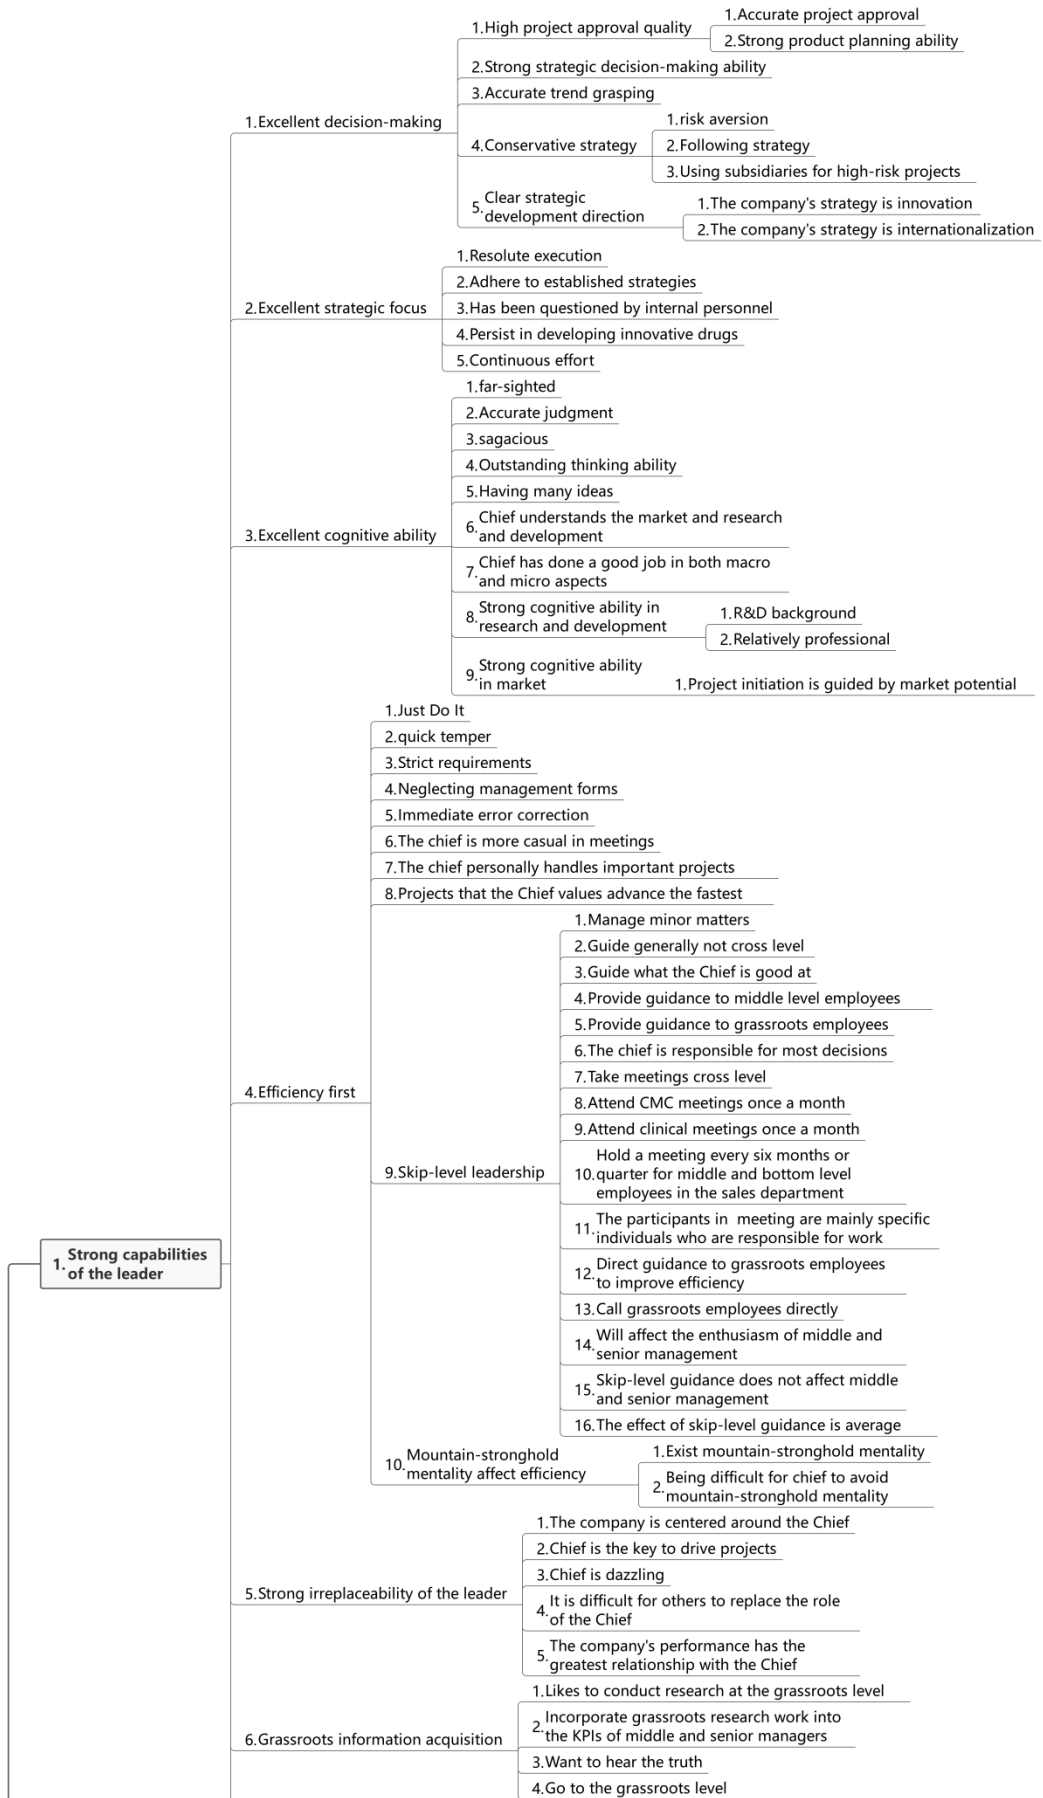 1.High project approval quality
1.Accurate project approval
2.Strong product planning ability
2.Strong strategic decision-making ability
3.Accurate trend grasping
1.Excellent decision-making
4.Conservative strategy
1.risk aversion
2.Following strategy
3.Using subsidiaries for high-risk projects
5.Clear strategic
development direction
1.The company's strategy is innovation
2.The company's strategy is internationalization
2.Excellent strategic focus
1.Resolute execution
2.Adhere to established strategies
3.Has been questioned by internal personnel
4.Persist in developing innovative drugs
5.Continuous effort
3.Excellent cognitive ability
1.far-sighted
2.Accurate judgment
3.sagacious
4.Outstanding thinking ability
5.Having many ideas
6.Chief understands the market and research
and development
7.Chief has done a good job in both macro
and micro aspects
8.Strong cognitive ability in
research and development
1.R&D background
2.Relatively professional
9.Strong cognitive ability
in market
1.Project initiation is guided by market potential
4.Efficiency first
1.Just Do It
2.quick temper
3.Strict requirements
4.Neglecting management forms
5.Immediate error correction
6.The chief is more casual in meetings
7.The chief personally handles important projects
8.Projects that the Chief values advance the fastest
9.Skip-level leadership
1.Manage minor matters
2.Guide generally not cross level
3.Guide what the Chief is good at
4.Provide guidance to middle level employees
5.Provide guidance to grassroots employees
6.The chief is responsible for most decisions
7.Take meetings cross level
8.Attend CMC meetings once a month
9.Attend clinical meetings once a month
10.Hold a meeting every six months or
quarter for middle and bottom level
employees in the sales department
11.The participants in  meeting are mainly specific
individuals who are responsible for work
12.Direct guidance to grassroots employees
to improve efficiency
13.Call grassroots employees directly
14.Will affect the enthusiasm of middle and
senior management
15.Skip-level guidance does not affect middle
and senior management
16.The effect of skip-level guidance is average
10.Mountain-stronghold
mentality affect efficiency
1.Exist mountain-stronghold mentality
2.Being difficult for chief to avoid
mountain-stronghold mentality
1.Strong capabilities
of the leader
5.Strong irreplaceability of the leader
1.The company is centered around the Chief
2.Chief is the key to drive projects
3.Chief is dazzling
4.It is difficult for others to replace the role
of the Chief
5.The company's performance has the
greatest relationship with the Chief
6.Grassroots information acquisition
1.Likes to conduct research at the grassroots level
2.Incorporate grassroots research work into
the KPIs of middle and senior managers
3.Want to hear the truth
4.Go to the grassroots level